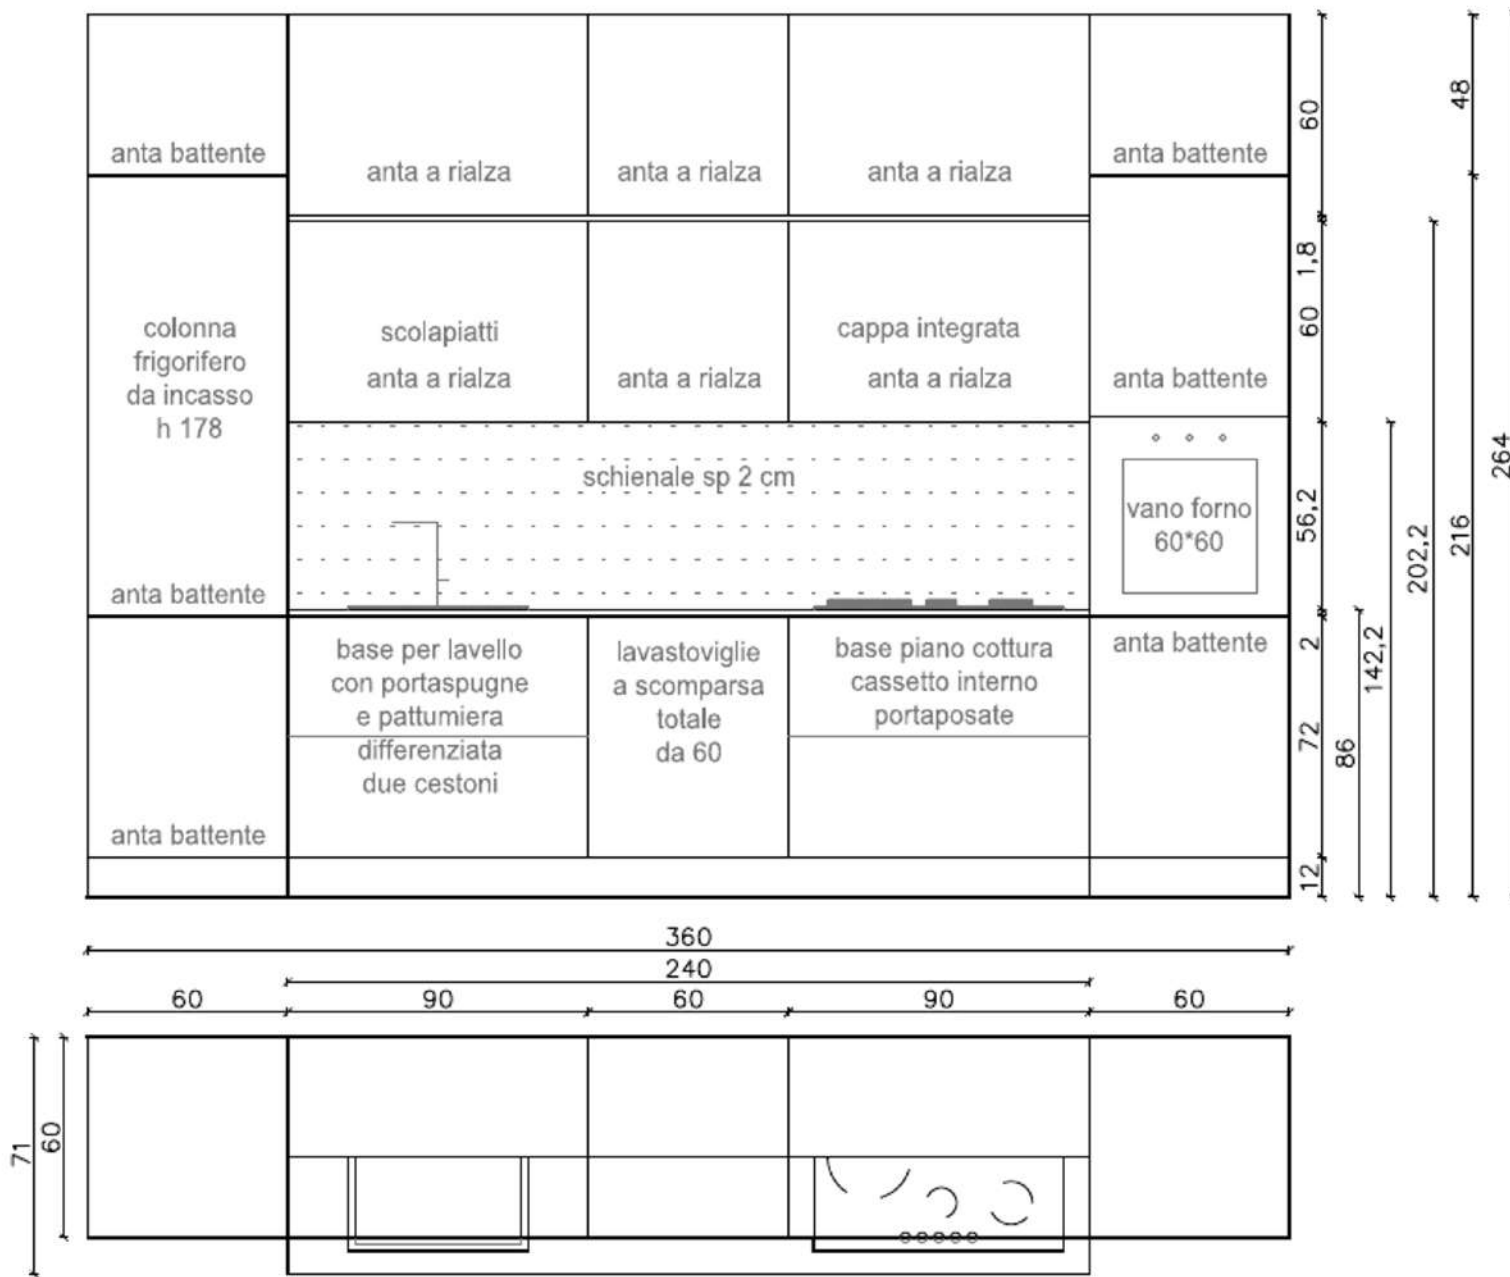 anta battente
anta a rialza
anta a rialza
anta a rialza
anta battente
60
48
colonna
frigorifero
da incasso
h 178
scolapiatti
anta a rialza
anta a rialza
cappa integrata
anta a rialza
anta battente
1,8
60
schienale sp 2 cm
vano forno
60*60
56,2
264
216
202,2
anta battente
base per lavello
con portaspugne
e pattumiera
differenziata
due cestoni
lavastoviglie
a scomparsa
totale
da 60
base piano cottura
cassetto interno
portaposate
anta battente
2
142,2
72
86
anta battente
12
360
240
60
90
60
90
60
71
60